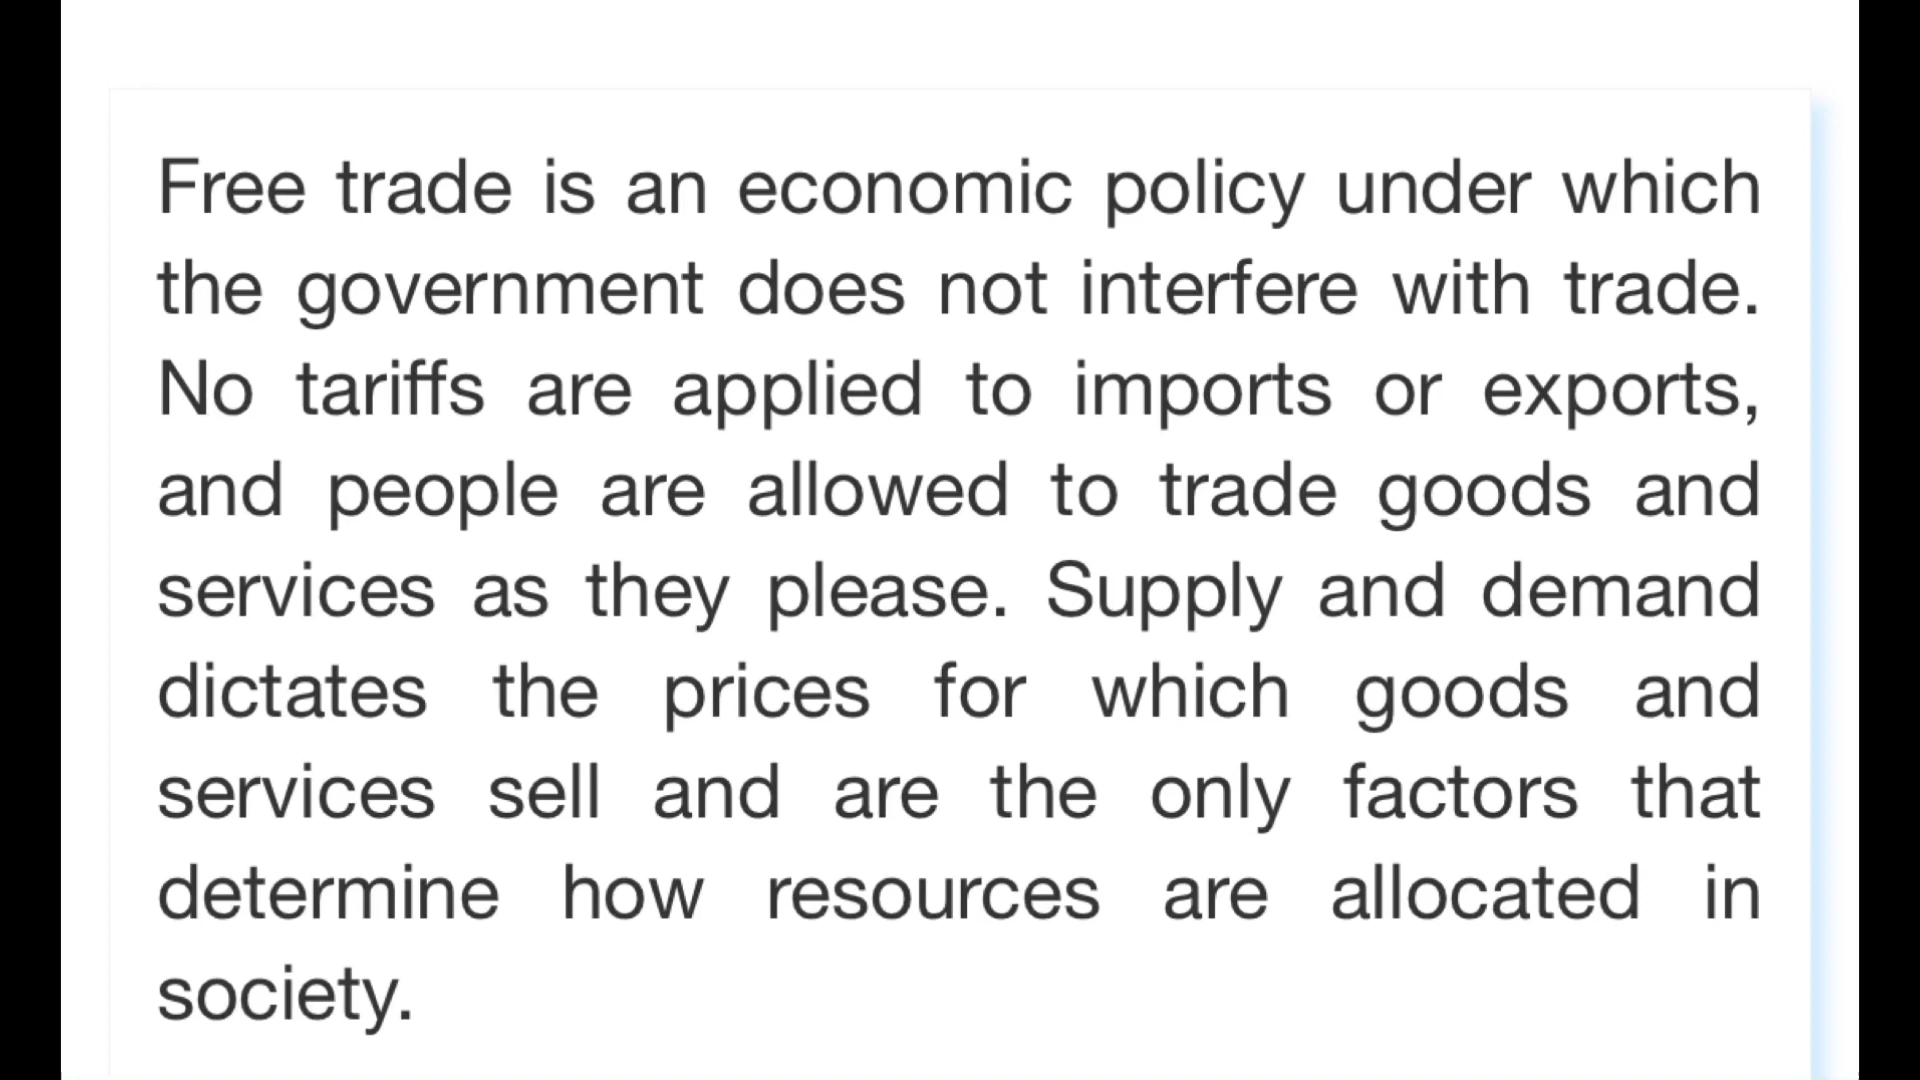 Free trade is an economic policy under which
the government does not interfere with trade.
No tariffs are applied to imports or exports,
and people are allowed to trade goods and
services as they please. Supply and demand
dictates the prices for which goods and
services sell and are the only factors that
determine how resources are allocated in
society.